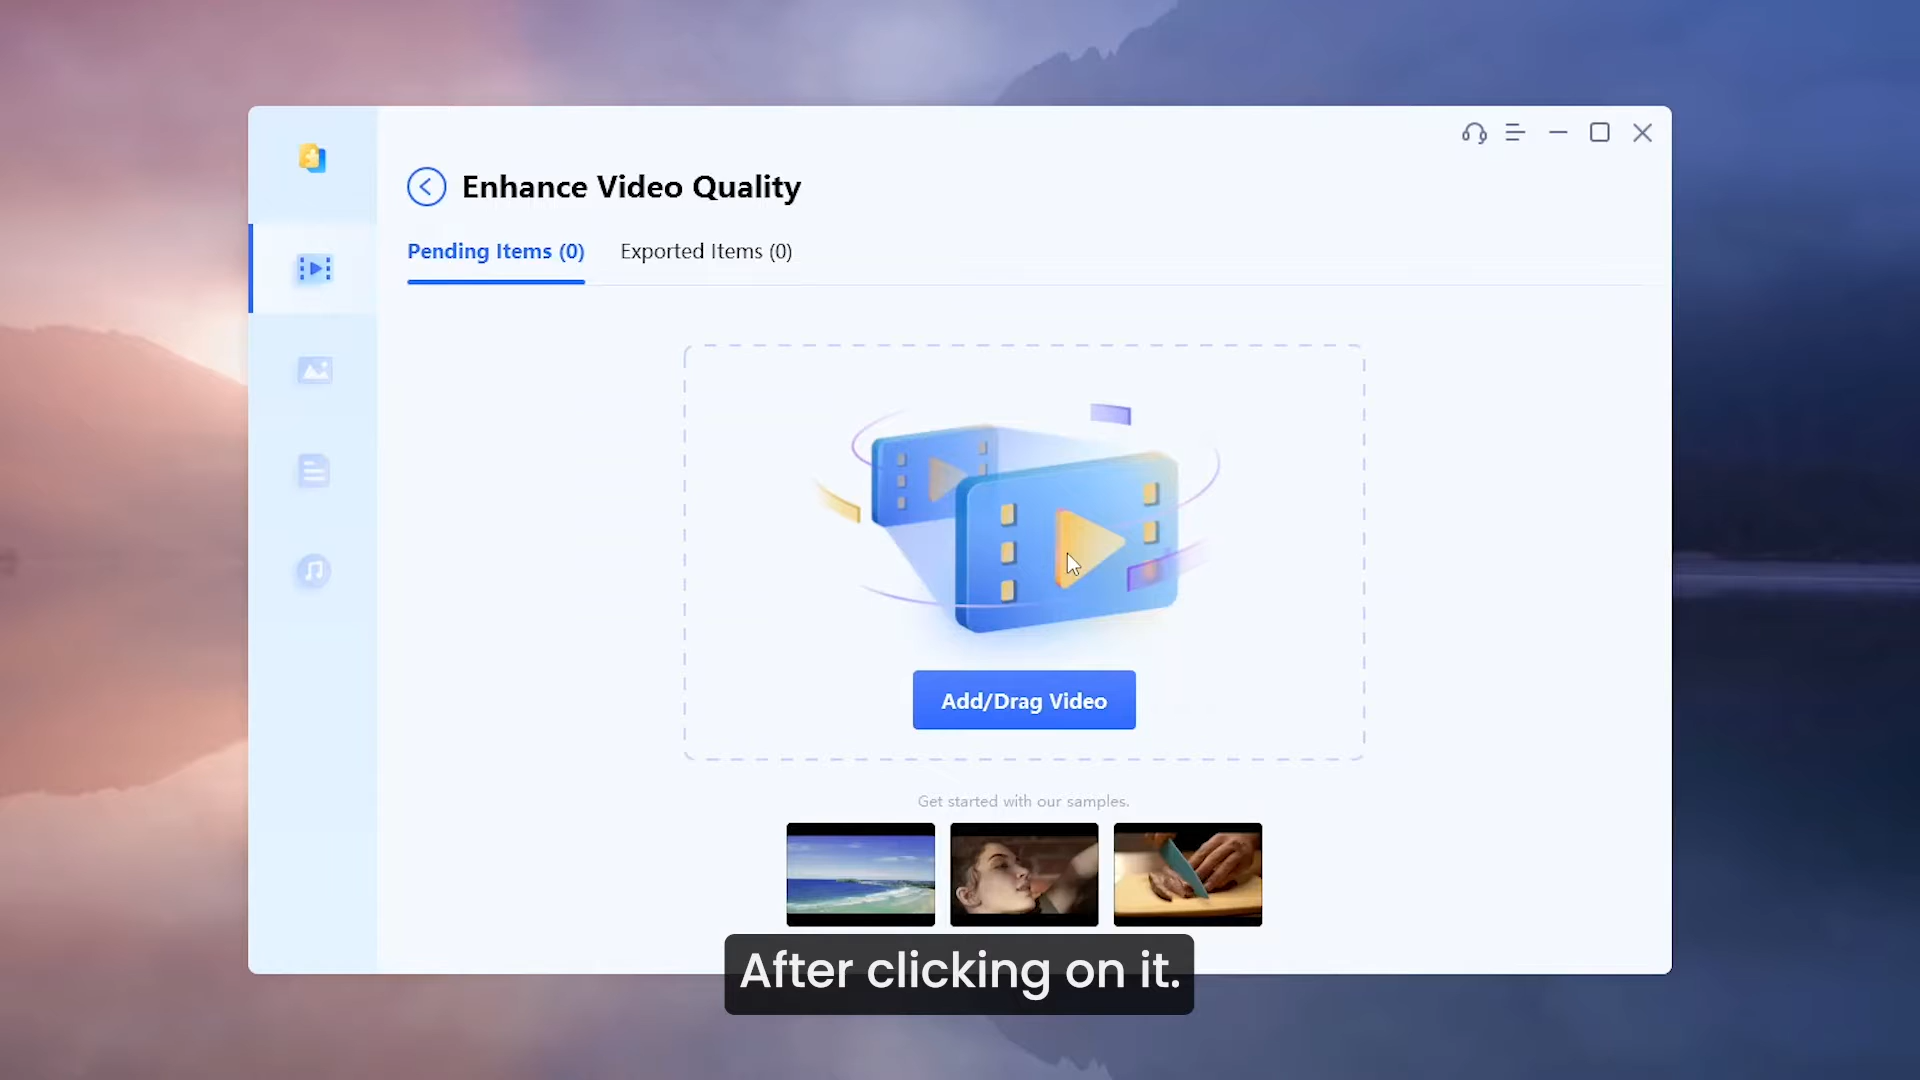 Enhance Video Quality
Pending Items (0)
Exported Items (0)
Add/Drag Video
Get started with our samples.
After clicking on it.